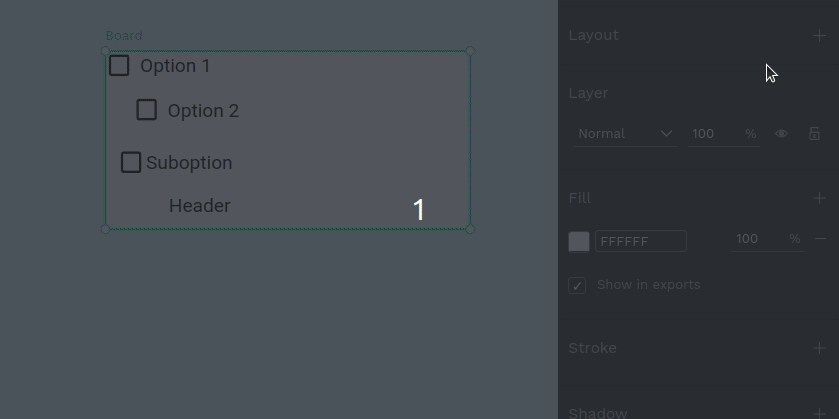 Board
Option 1
Option 2
Suboption
Header
1
Layout
Layer
Normal 100 %
Fill
FFFFFF 100 %
Show in exports
Stroke
Shadow